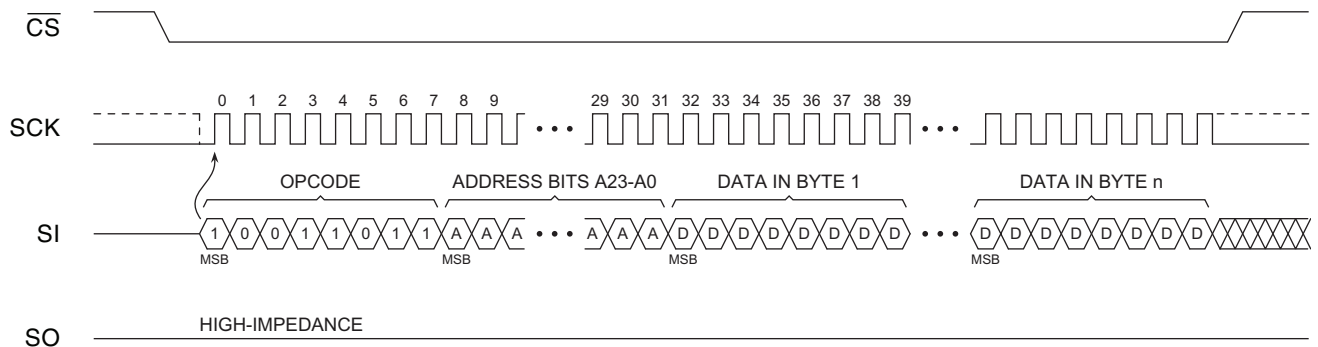 CS
SCK
0 1 2 3 4 5 6 7 8 9 29 30 31 32 33 34 35 36 37 38 39
OPCODE ADDRESS BITS A23-A0 DATA IN BYTE 1 DATA IN BYTE n
SI
1 0 0 1 1 0 1 1 A A A A A A D D D D D D D D D D D D D D D D
MSB MSB MSB MSB
HIGH-IMPEDANCE
SO